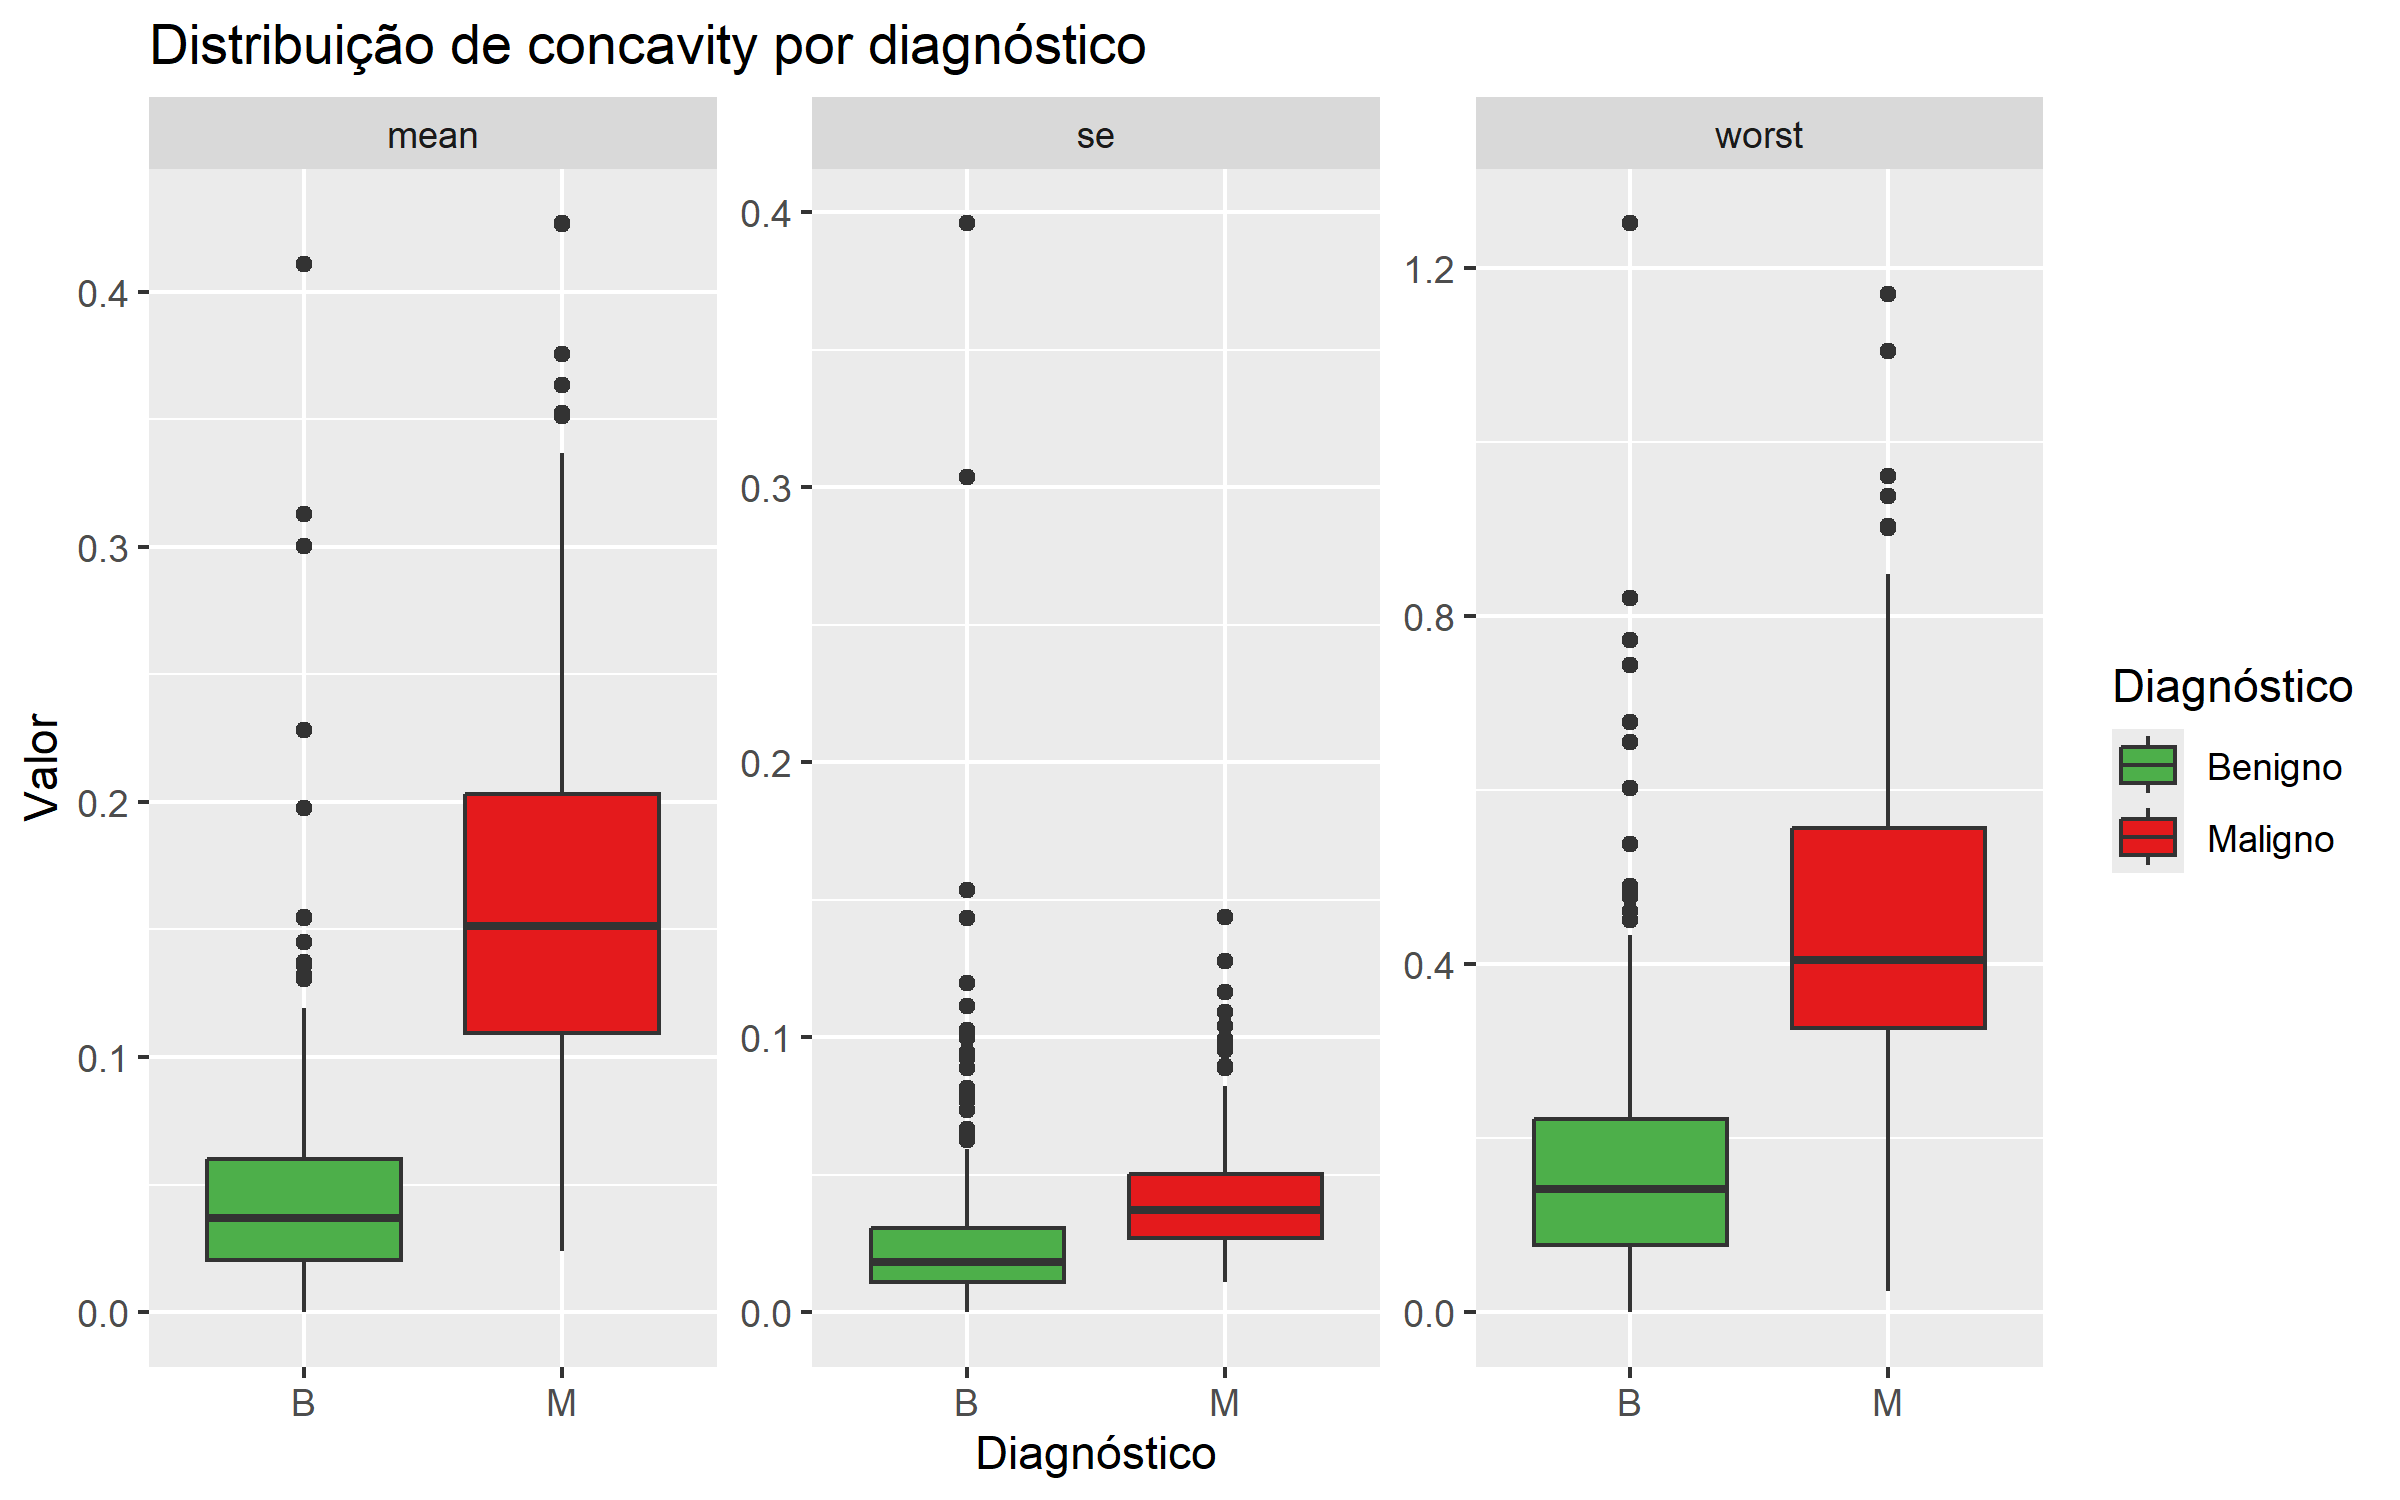 Distribuição de concavity por diagnóstico
mean
se
worst
Valor
0.4
0.3
0.2
0.1
0.0
0.4
0.3
0.2
0.1
0.0
1.2
0.8
0.4
0.0
B
M
B
M
B
M
Diagnóstico
Diagnóstico
Benigno
Maligno